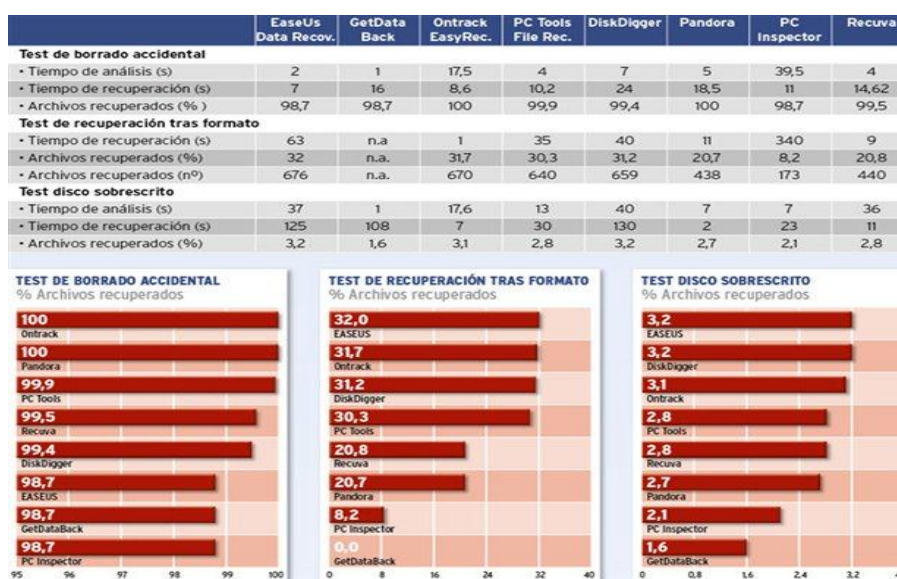 EaseUs GetData Ontrack PC Tools DiskDigger Pandora PC Recuva
Data Recov. Back EasyRec. File Rec. Inspector
Test de borrado accidental
• Tiempo de análisis (s) 2 1 17,5 4 7 5 39,5 4
• Tiempo de recuperación (s) 7 16 8,6 10,2 24 18,5 11 14,62
• Archivos recuperados (% ) 98,7 98,7 100 99,9 99,4 100 98,7 99,5
Test de recuperación tras formato
• Tiempo de recuperación (s) 63 n.a 1 35 40 11 340 9
• Archivos recuperados (%) 32 n.a. 31,7 30,3 31,2 20,7 8,2 20,8
• Archivos recuperados (nº) 676 n.a. 670 640 659 438 173 440
Test disco sobrescrito
• Tiempo de análisis (s) 37 1 17,6 13 40 7 7 36
• Tiempo de recuperación (s) 125 108 7 30 130 2 23 11
• Archivos recuperados (%) 3,2 1,6 3,1 2,8 3,2 2,7 2,1 2,8
TEST DE BORRADO ACCIDENTAL
% Archivos recuperados
100
Ontrack
100
Pandora
99,9
PC Tools
99,5
Recuva
99,4
DiskDigger
98,7
EASEUS
98,7
GetDataBack
98,7
PC Inspector
95 96 97 98 99 100
TEST DE RECUPERACIÓN TRAS FORMATO
% Archivos recuperados
32,0
EASEUS
31,7
Ontrack
31,2
DiskDigger
30,3
PC Tools
20,8
Recuva
20,7
Pandora
8,2
PC Inspector
0,0
GetDataBack
0 8 16 24 32 40
TEST DISCO SOBRESCRITO
% Archivos recuperados
3,2
EASEUS
3,2
DiskDigger
3,1
Ontrack
2,8
PC Tools
2,8
Recuva
2,7
Pandora
2,1
PC Inspector
1,6
GetDataBack
0 0,8 1,6 2,4 3,2